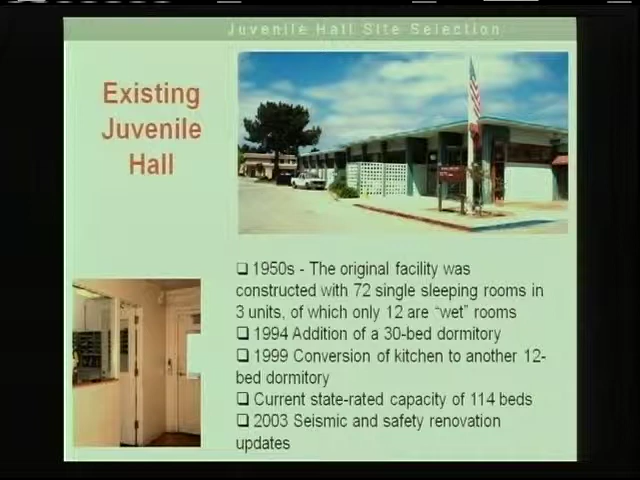 Juvenile Hall Site Selection
Existing
Juvenile
Hall
❑ 1950s - The original facility was
constructed with 72 single sleeping rooms in
3 units, of which only 12 are “wet” rooms
❑ 1994 Addition of a 30-bed dormitory
❑ 1999 Conversion of kitchen to another 12-
bed dormitory
❑ Current state-rated capacity of 114 beds
❑ 2003 Seismic and safety renovation
updates